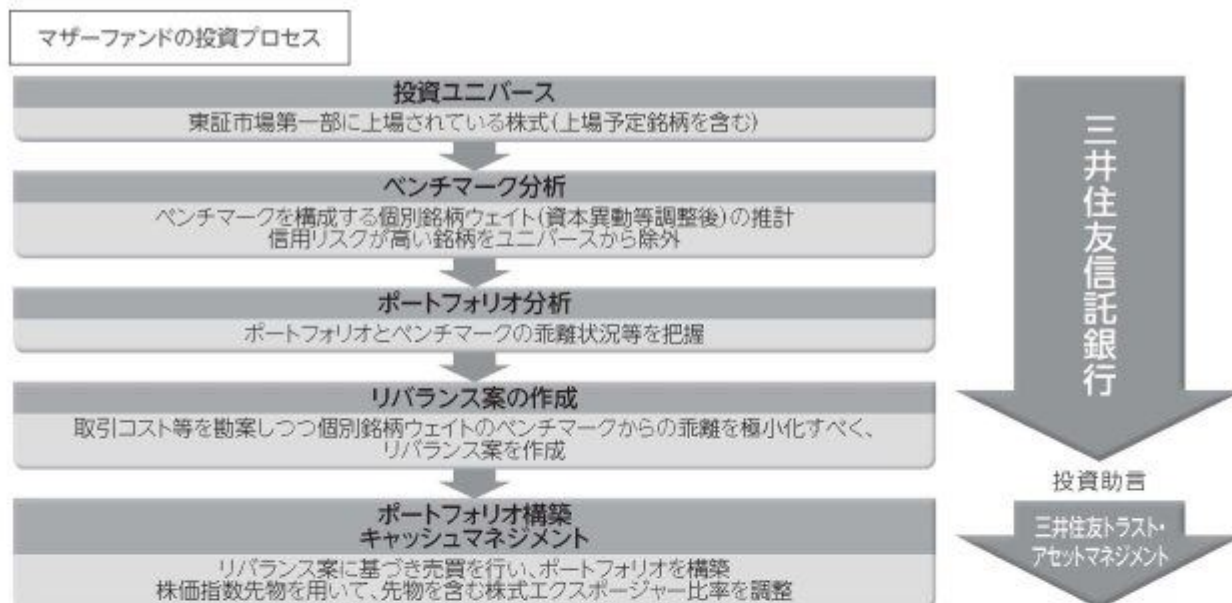 マザーファンドの投資プロセス
投資ユニバース
東証市場第一部に上場されている株式(上場予定銘柄を含む)
ベンチマーク分析
ベンチマークを構成する個別銘柄ウェイト(資本異動等調整後)の推計
信用リスクが高い銘柄をユニバースから除外
ポートフォリオ分析
ポートフォリオとベンチマークの乖離状況等を把握
リバランス案の作成
取引コスト等を勘案しつつ個別銘柄ウェイトのベンチマークからの乖離を極小化すべく、
リバランス案を作成
ポートフォリオ構築
キャッシュマネジメント
リバランス案に基づき売買を行い、ポートフォリオを構築
株価指数先物を用いて、先物を含む株式エクスポージャー比率を調整
三井住友信託銀行
投資助言
三井住友トラスト・
アセットマネジメント